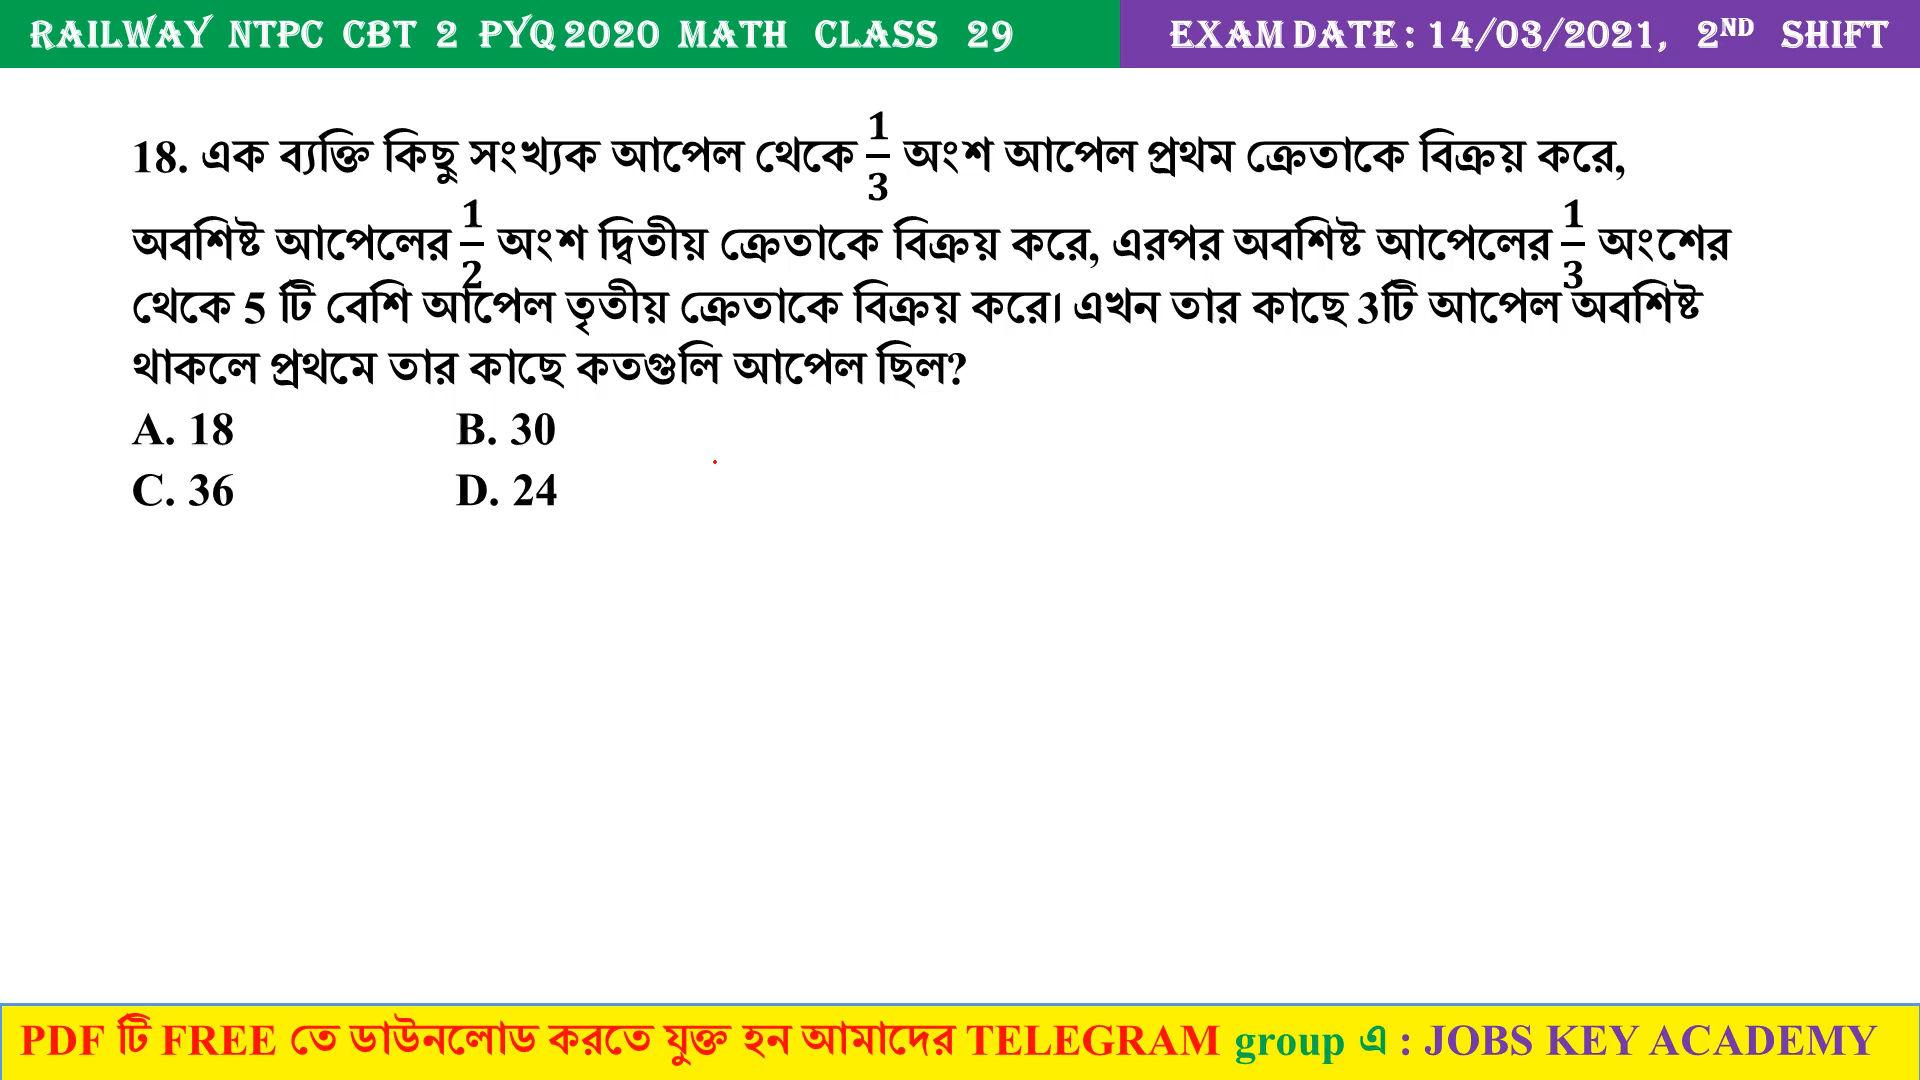 RAILWAY NTPC CBT 2 PYQ 2020 MATH CLASS 29
EXAM DATE : 14/03/2021, 2ND SHIFT
18. এক ব্যক্তি কিছু সংখ্যক আপেল থেকে 1/3 অংশ আপেল প্রথম ক্রেতাকে বিক্রয় করে,
অবশিষ্ট আপেলের 1/2 অংশ দ্বিতীয় ক্রেতাকে বিক্রয় করে, এরপর অবশিষ্ট আপেলের 1/3 অংশের
থেকে 5 টি বেশি আপেল তৃতীয় ক্রেতাকে বিক্রয় করে। এখন তার কাছে 3টি আপেল অবশিষ্ট
থাকলে প্রথমে তার কাছে কতগুলি আপেল ছিল?
A. 18 B. 30
C. 36 D. 24
PDF টি FREE তে ডাউনলোড করতে যুক্ত হন আমাদের TELEGRAM group এ : JOBS KEY ACADEMY